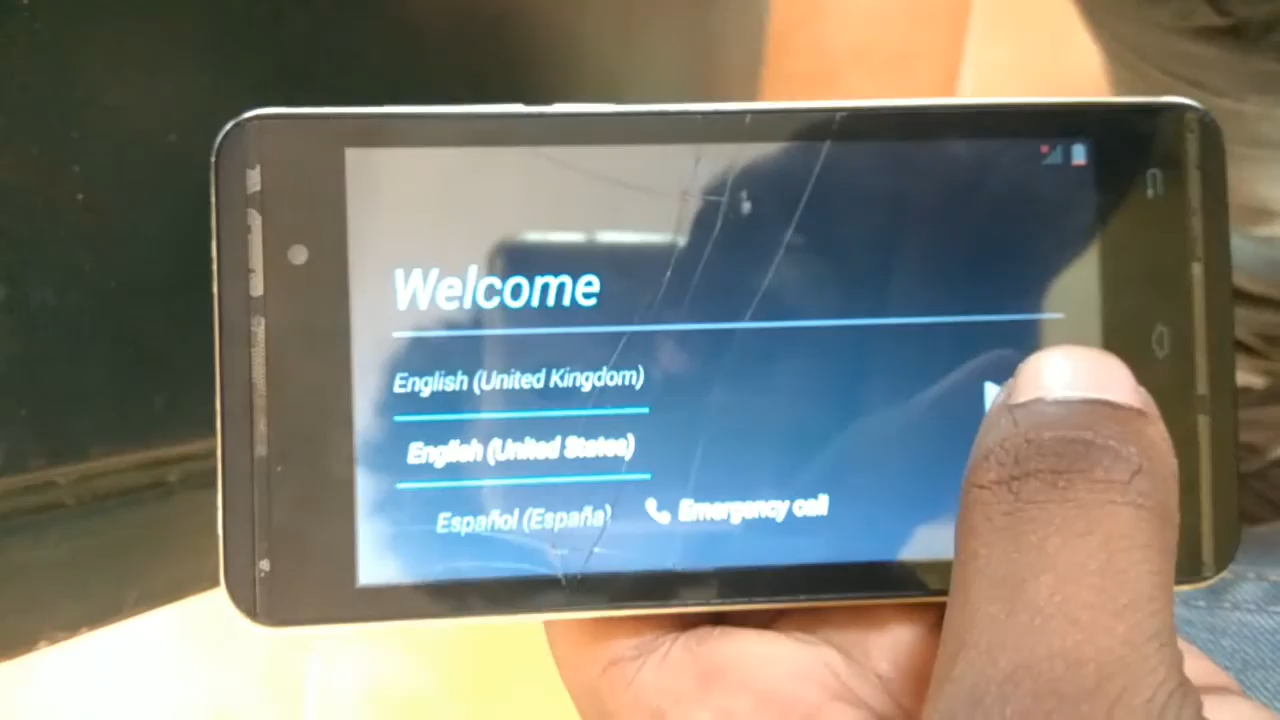 Welcome
English (United Kingdom)
English (United States)
Español (España)
Emergency call